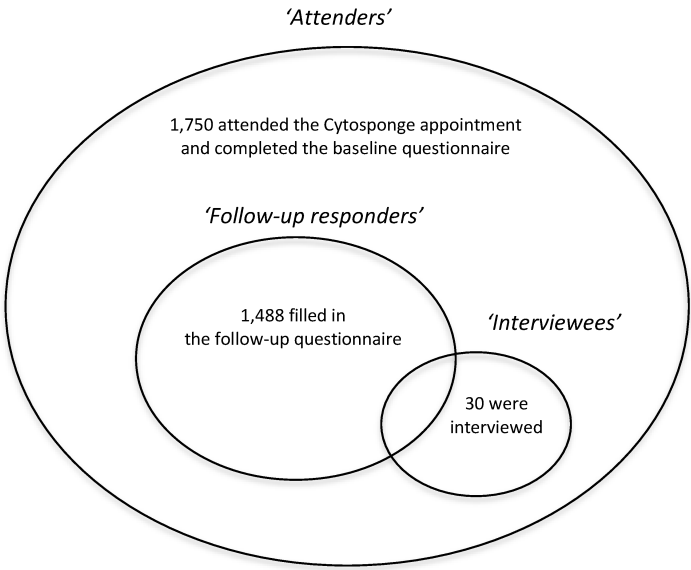 ‘Attenders’
1,750 attended the Cytosponge appointment
and completed the baseline questionnaire
‘Follow-up responders’
1,488 filled in
the follow-up questionnaire
‘Interviewees’
30 were
interviewed